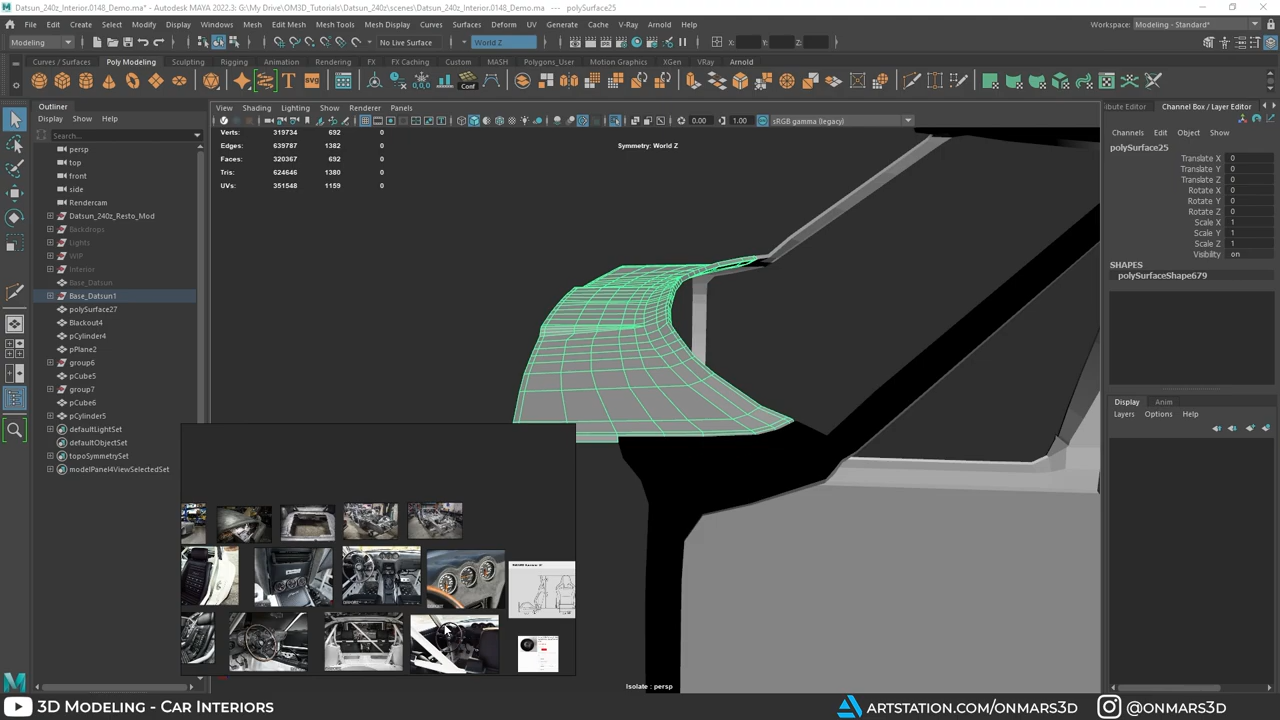 Datsun_240z_Interior.0148_Demo.ma* - Autodesk MAYA 2022.3: G:\My Drive\OM3D_Tutorials\Datsun_240z\scenes\Datsun_240z_Interior.0148_Demo.ma --- polySurface25
File Edit Create Select Modify Display Windows Mesh Edit Mesh Mesh Tools Mesh Display Curves Surfaces Deform UV Generate Cache V-Ray Arnold Help
Workspace: Modeling - Standard*
Modeling No Live Surface World Z X: Y: Z:
Curves / Surfaces Poly Modeling Sculpting Rigging Animation Rendering FX FX Caching Custom MASH Polygons_User Motion Graphics XGen VRay Arnold
Conf
Outliner
Display Show Help
Search...
persp
top
front
side
Rendercam
Datsun_240z_Resto_Mod
Backdrops
Lights
WIP
Interior
Base_Datsun
Base_Datsun1
polySurface27
Blackout4
pCylinder4
pPlane2
group6
pCube5
group7
pCube6
pCylinder5
defaultLightSet
defaultObjectSet
topoSymmetrySet
modelPanel4ViewSelectedSet
View Shading Lighting Show Renderer Panels
0.00 1.00 sRGB gamma (legacy)
Verts: 319734 692 0
Edges: 639787 1382 0
Faces: 320367 692 0
Tris: 624646 1380 0
UVs: 351548 1159 0
Symmetry: World Z
Isolate : persp
bute Editor Channel Box / Layer Editor
Channels Edit Object Show
polySurface25
Translate X 0
Translate Y 0
Translate Z 0
Rotate X 0
Rotate Y 0
Rotate Z 0
Scale X 1
Scale Y 1
Scale Z 1
Visibility on
SHAPES
polySurfaceShape679
Display Anim
Layers Options Help
3D Modeling - Car Interiors
ARTSTATION.COM/ONMARS3D
@ONMARS3D